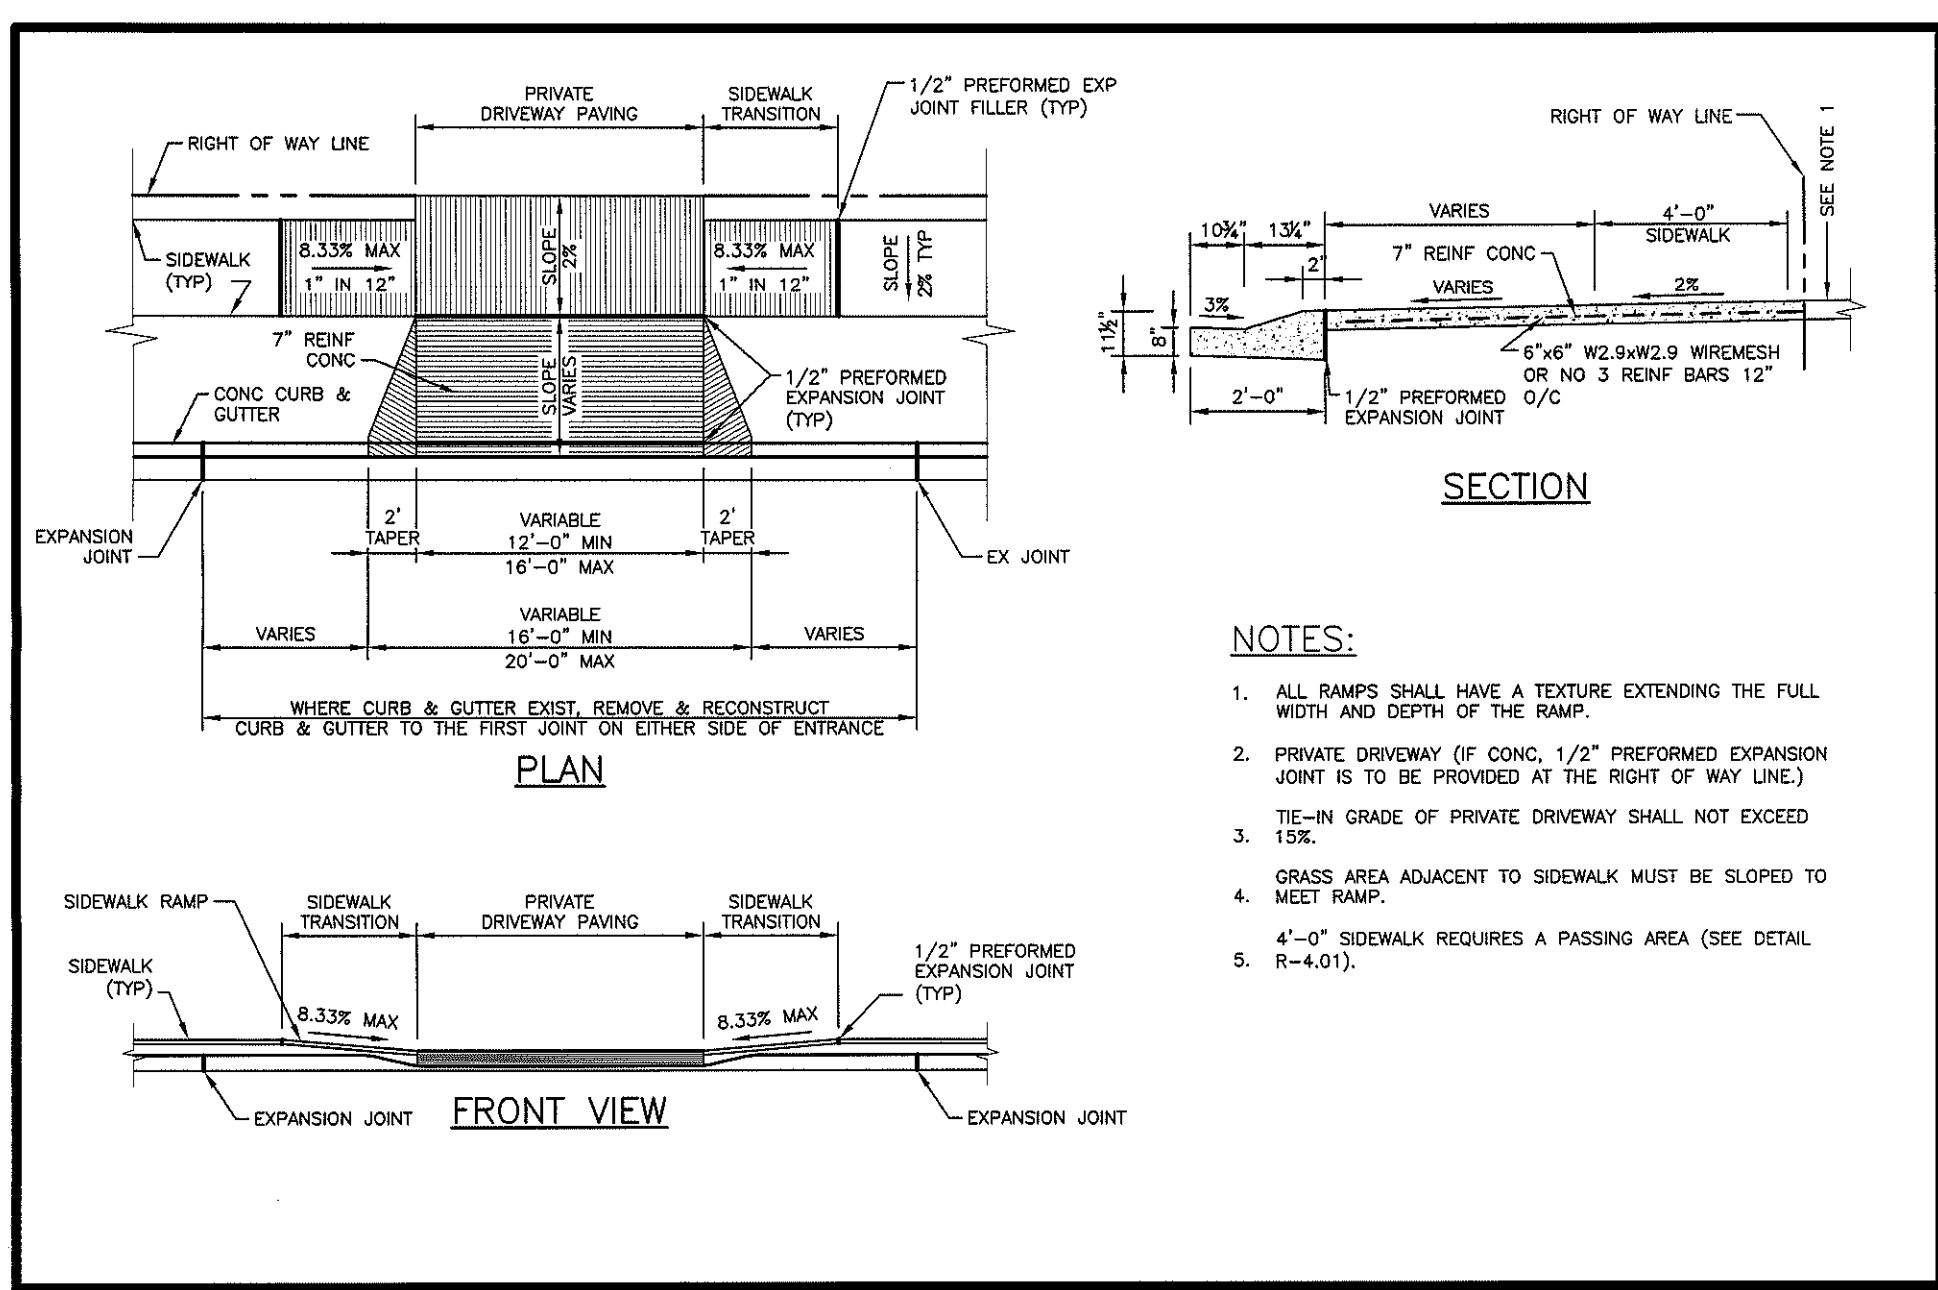 PRIVATE
DRIVEWAY PAVING
SIDEWALK
TRANSITION
1/2" PREFORMED EXP
JOINT FILLER (TYP)
RIGHT OF WAY LINE
SIDEWALK
(TYP)
8.33% MAX
1" IN 12"
SLOPE
2%
8.33% MAX
1" IN 12"
SLOPE
2% TYP
7" REINF
CONC
SLOPE
VARIES
1/2" PREFORMED
EXPANSION JOINT
(TYP)
CONC CURB &
GUTTER
EXPANSION
JOINT
2'
TAPER
VARIABLE
12'-0" MIN
16'-0" MAX
2'
TAPER
EX JOINT
VARIES
VARIABLE
16'-0" MIN
20'-0" MAX
VARIES
WHERE CURB & GUTTER EXIST, REMOVE & RECONSTRUCT
CURB & GUTTER TO THE FIRST JOINT ON EITHER SIDE OF ENTRANCE
PLAN
RIGHT OF WAY LINE
SEE NOTE 1
VARIES
4'-0"
SIDEWALK
10¾"
13¼"
2"
7" REINF CONC
VARIES
2%
3%
11½"
8"
2'-0"
6"x6" W2.9xW2.9 WIREMESH
OR NO 3 REINF BARS 12"
O/C
1/2" PREFORMED
EXPANSION JOINT
SECTION
NOTES:
1. ALL RAMPS SHALL HAVE A TEXTURE EXTENDING THE FULL
WIDTH AND DEPTH OF THE RAMP.
2. PRIVATE DRIVEWAY (IF CONC, 1/2" PREFORMED EXPANSION
JOINT IS TO BE PROVIDED AT THE RIGHT OF WAY LINE.)
TIE-IN GRADE OF PRIVATE DRIVEWAY SHALL NOT EXCEED
3. 15%.
GRASS AREA ADJACENT TO SIDEWALK MUST BE SLOPED TO
4. MEET RAMP.
4'-0" SIDEWALK REQUIRES A PASSING AREA (SEE DETAIL
5. R-4.01).
SIDEWALK RAMP
SIDEWALK
TRANSITION
PRIVATE
DRIVEWAY PAVING
SIDEWALK
TRANSITION
SIDEWALK
(TYP)
8.33% MAX
8.33% MAX
1/2" PREFORMED
EXPANSION JOINT
(TYP)
EXPANSION JOINT
FRONT VIEW
EXPANSION JOINT